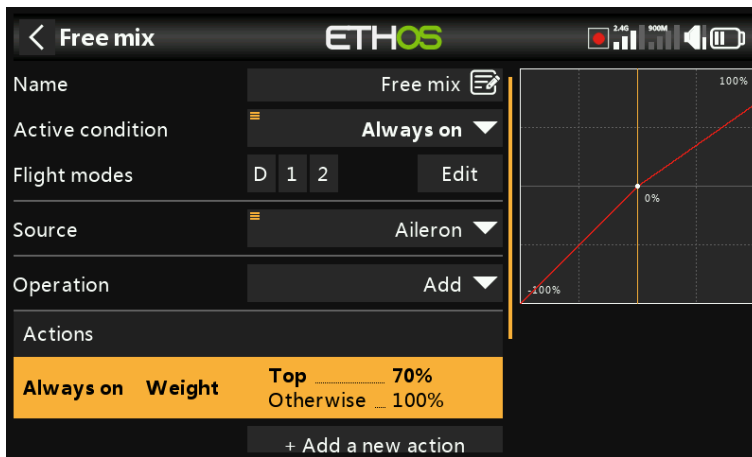 Free mix
ETHOS
2.4G 900M
Name Free mix
Active condition Always on
Flight modes D 1 2 Edit
Source Aileron
Operation Add
Actions
Always on Weight Top 70%
Otherwise 100%
+ Add a new action
100%
0%
-100%